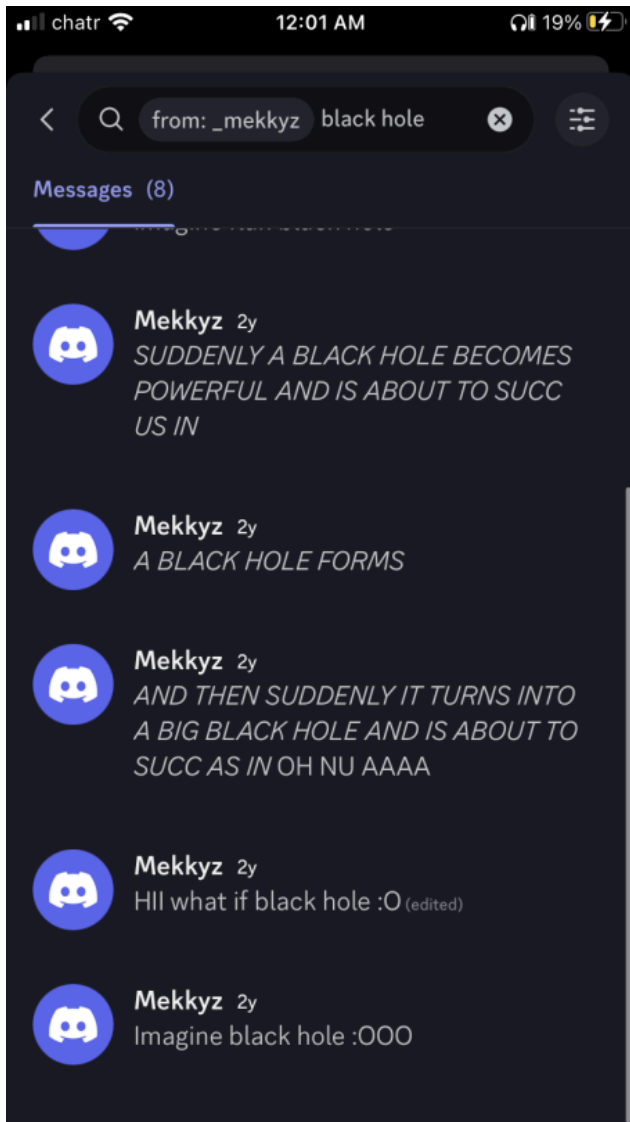 chatr 12:01 AM 19%
from: _mekkyz black hole
Messages (8)
Mekkyz 2y
SUDDENLY A BLACK HOLE BECOMES
POWERFUL AND IS ABOUT TO SUCC
US IN
Mekkyz 2y
A BLACK HOLE FORMS
Mekkyz 2y
AND THEN SUDDENLY IT TURNS INTO
A BIG BLACK HOLE AND IS ABOUT TO
SUCC AS IN OH NU AAAA
Mekkyz 2y
HII what if black hole :O (edited)
Mekkyz 2y
Imagine black hole :OOO